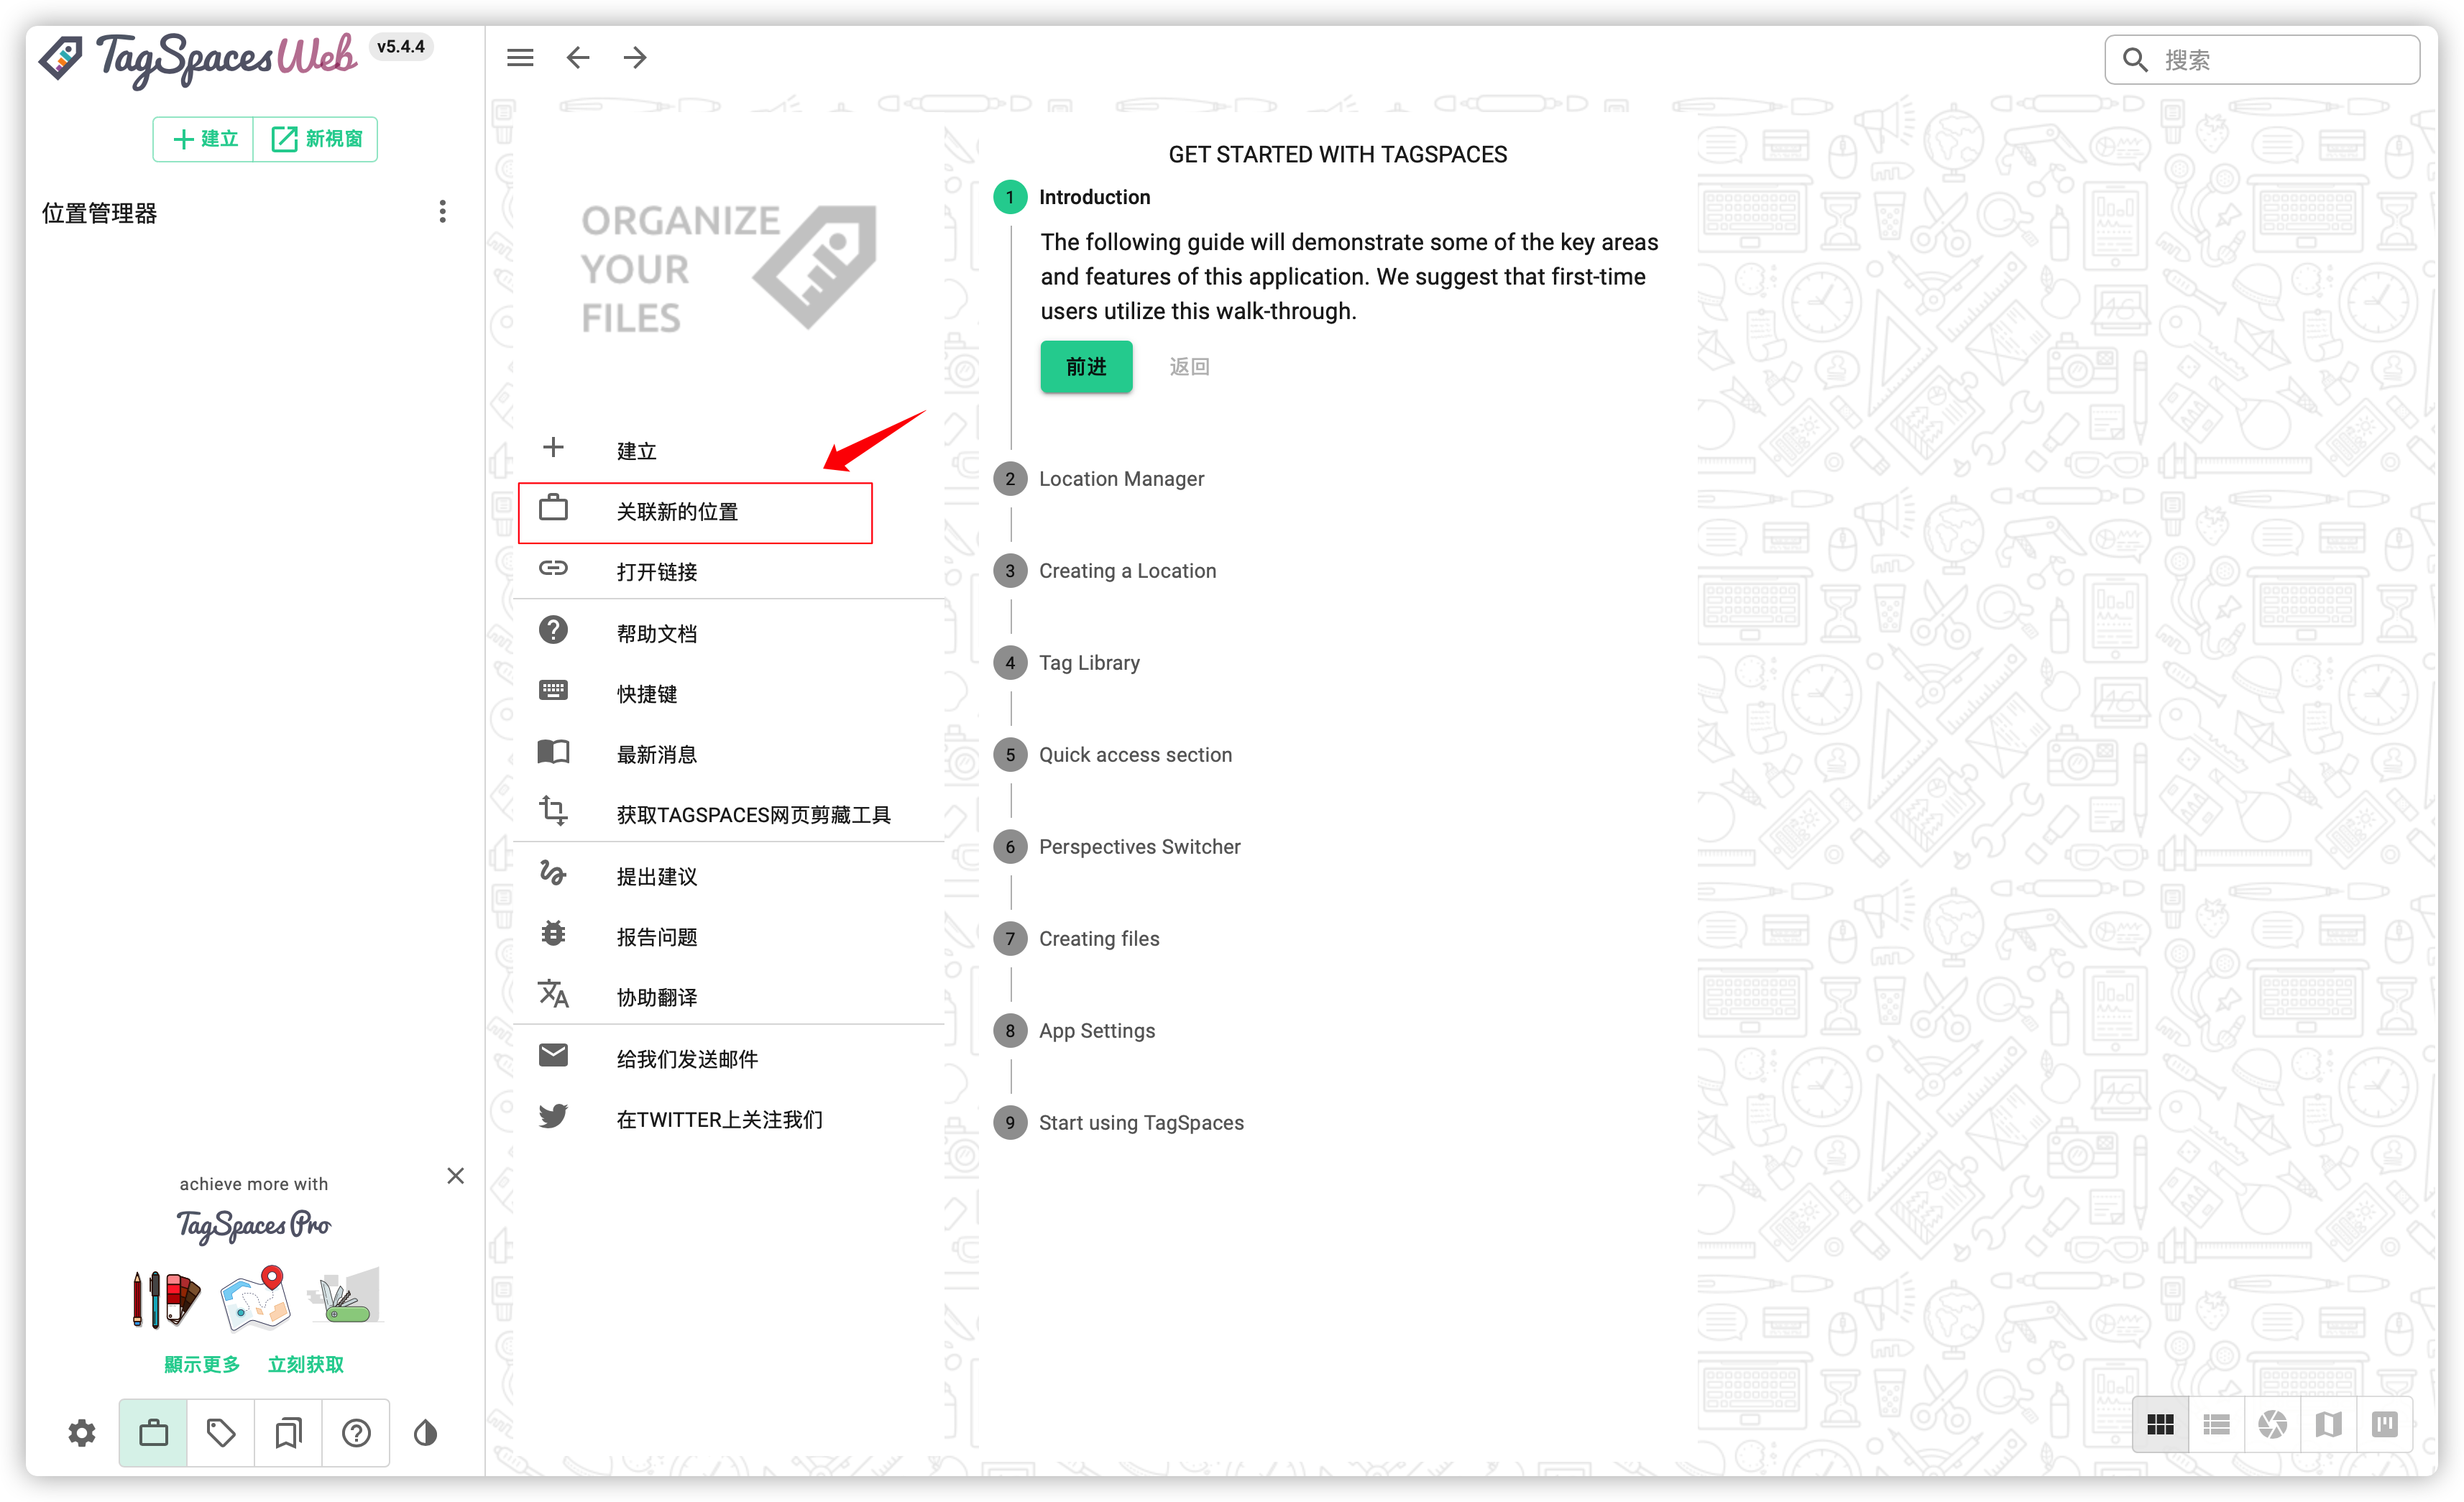 TagSpaces Web v5.4.4
搜索
建立
新視窗
位置管理器
ORGANIZE
YOUR
FILES
建立
关联新的位置
打开链接
帮助文档
快捷键
最新消息
获取TAGSPACES网页剪藏工具
提出建议
报告问题
协助翻译
给我们发送邮件
在TWITTER上关注我们
GET STARTED WITH TAGSPACES
1 Introduction
The following guide will demonstrate some of the key areas
and features of this application. We suggest that first-time
users utilize this walk-through.
前进 返回
2 Location Manager
3 Creating a Location
4 Tag Library
5 Quick access section
6 Perspectives Switcher
7 Creating files
8 App Settings
9 Start using TagSpaces
achieve more with
TagSpaces Pro
顯示更多 立刻获取